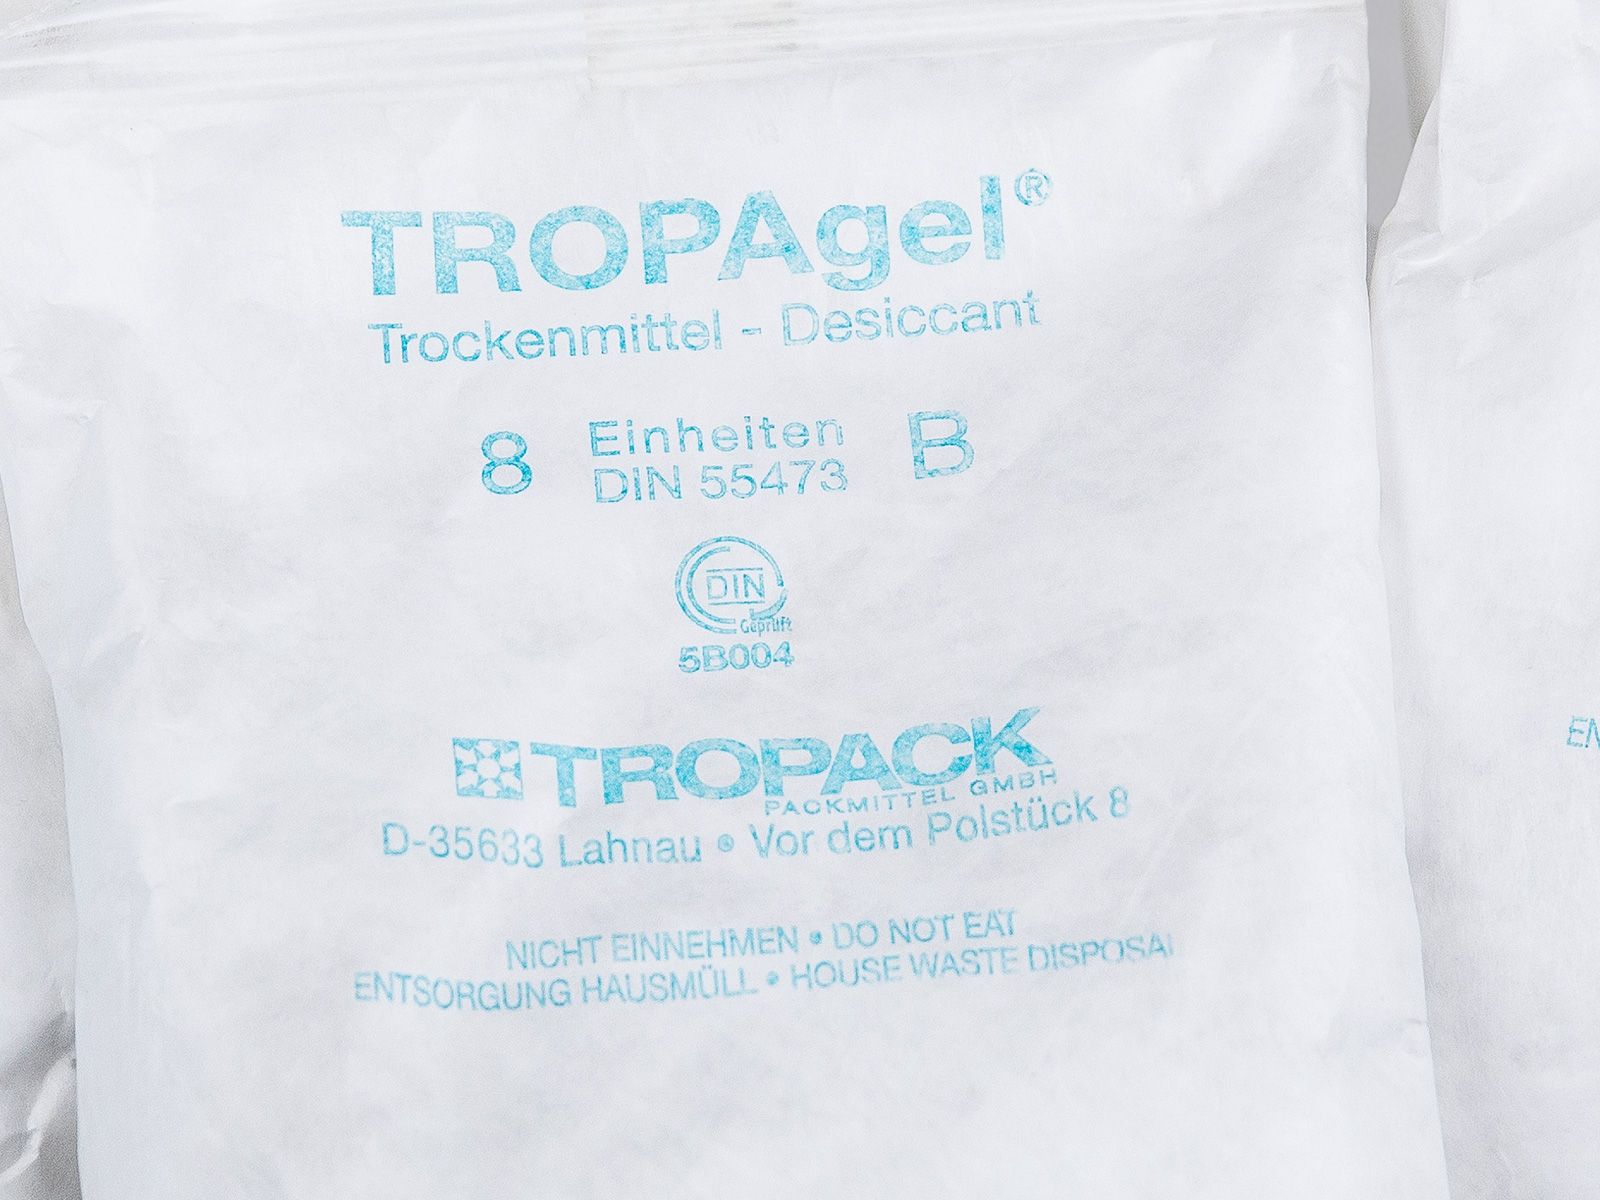 TROPAgel®
Trockenmittel - Desiccant
8 Einheiten B
DIN 55473
DIN
Geprüft
5B004
TROPACK
PACKMITTEL GMBH
D-35633 Lahnau • Vor dem Polstück 8
NICHT EINNEHMEN • DO NOT EAT
ENTSORGUNG HAUSMÜLL • HOUSE WASTE DISPOSAL
EN